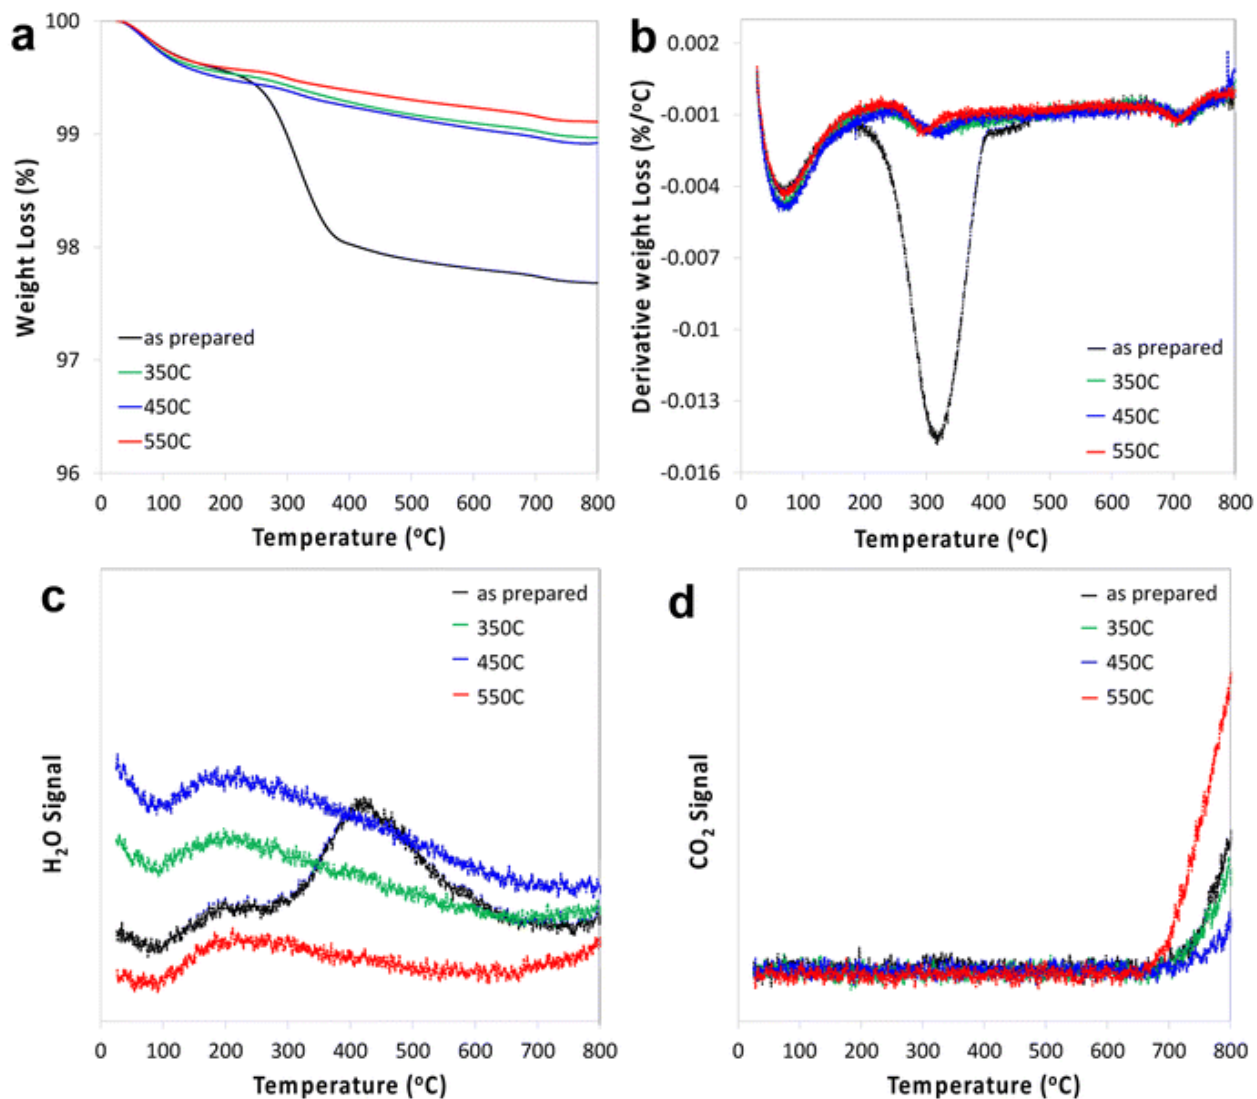 a
100
99
98
97
96
Weight Loss (%)
as prepared
350C
450C
550C
0 100 200 300 400 500 600 700 800
Temperature (°C)
b
0.002
-0.001
-0.004
-0.007
-0.01
-0.013
-0.016
Derivative weight Loss (%/°C)
as prepared
350C
450C
550C
0 100 200 300 400 500 600 700 800
Temperature (°C)
c
as prepared
350C
450C
550C
H₂O Signal
0 100 200 300 400 500 600 700 800
Temperature (°C)
d
as prepared
350C
450C
550C
CO₂ Signal
0 100 200 300 400 500 600 700 800
Temperature (°C)